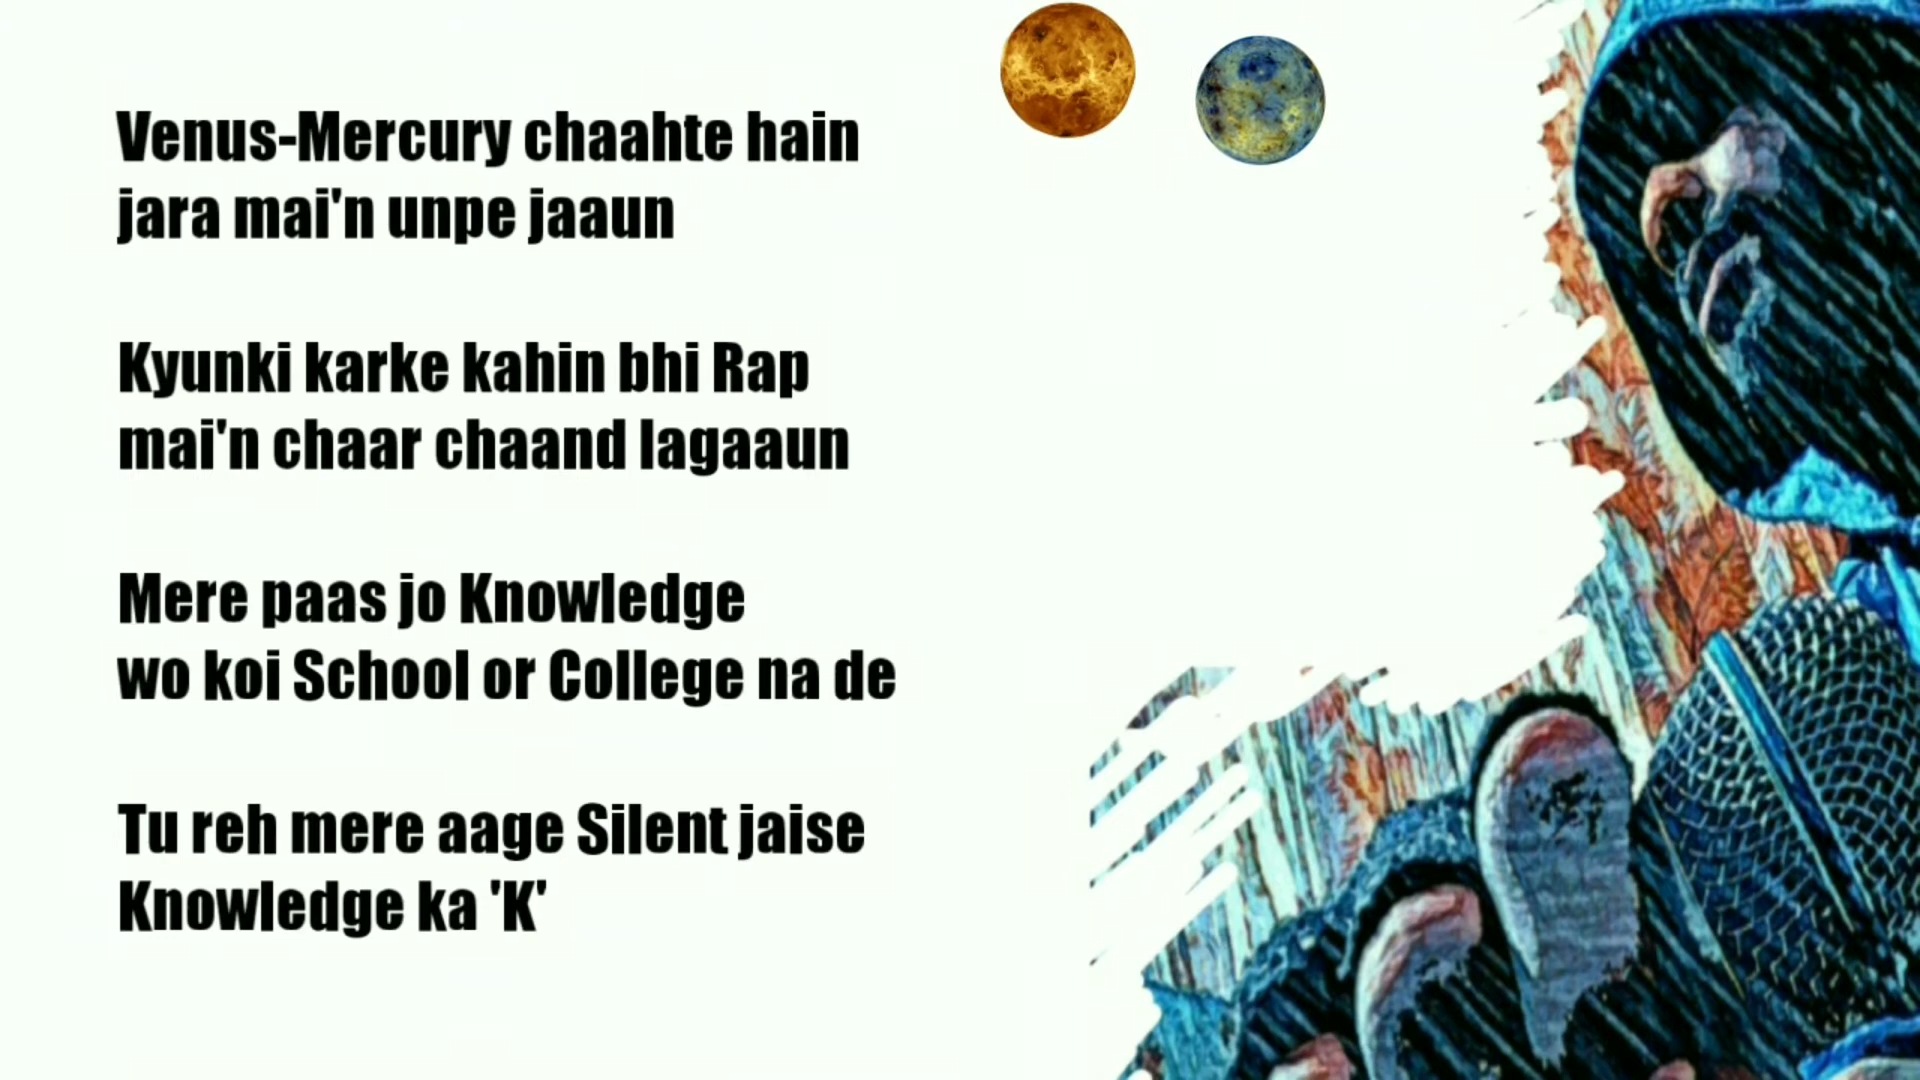 Venus-Mercury chaahte hain
jara mai'n unpe jaaun
Kyunki karke kahin bhi Rap
mai'n chaar chaand lagaaun
Mere paas jo Knowledge
wo koi School or College na de
Tu reh mere aage Silent jaise
Knowledge ka 'K'